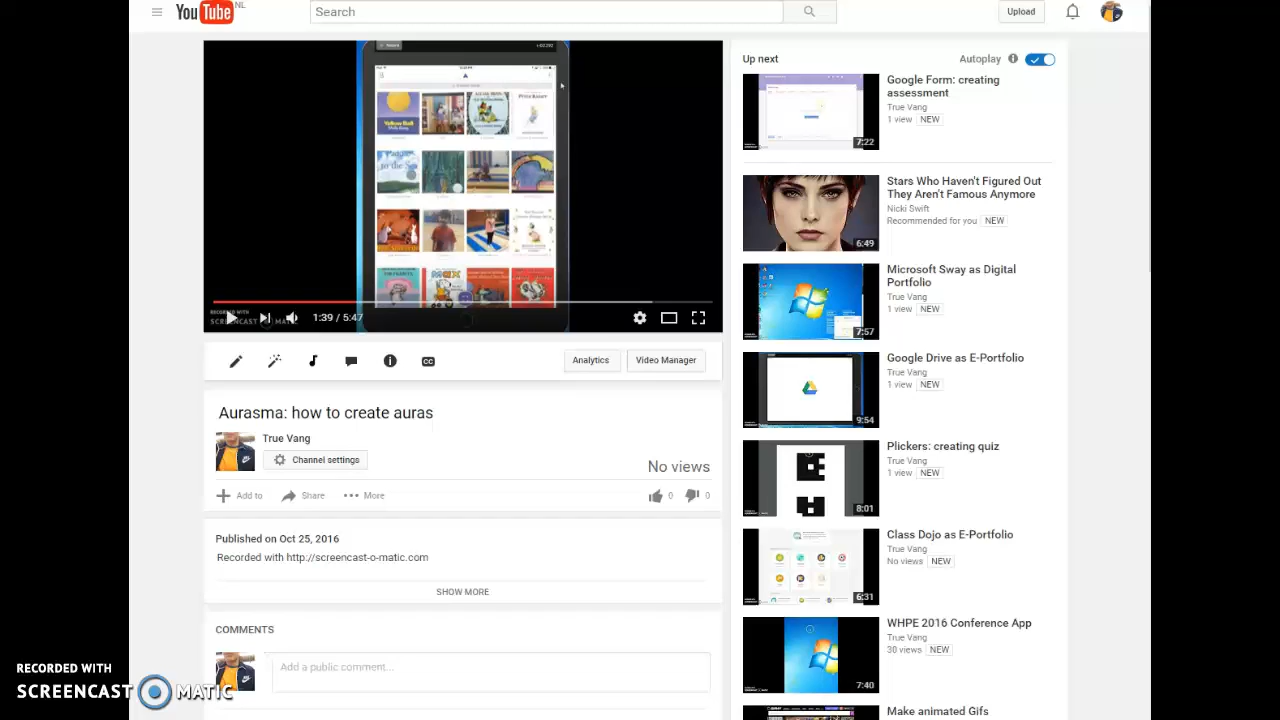 YouTube NL
Search
Upload
1:39 / 5:47
RECORDED WITH
SCREENCAST MATIC
Analytics
Video Manager
Aurasma: how to create auras
True Vang
Channel settings
No views
Add to
Share
More
0
0
Published on Oct 25, 2016
Recorded with http://screencast-o-matic.com
SHOW MORE
COMMENTS
Add a public comment...
Up next
Autoplay
Google Form: creating
assessment
True Vang
1 view NEW
7:22
Stars Who Haven't Figured Out
They Aren't Famous Anymore
Nicki Swift
Recommended for you NEW
6:49
Microsoft Sway as Digital
Portfolio
True Vang
1 view NEW
7:57
Google Drive as E-Portfolio
True Vang
1 view NEW
9:54
Plickers: creating quiz
True Vang
1 view NEW
8:01
Class Dojo as E-Portfolio
True Vang
No views NEW
6:31
WHPE 2016 Conference App
True Vang
30 views NEW
7:40
Make animated Gifs
RECORDED WITH
SCREENCAST MATIC